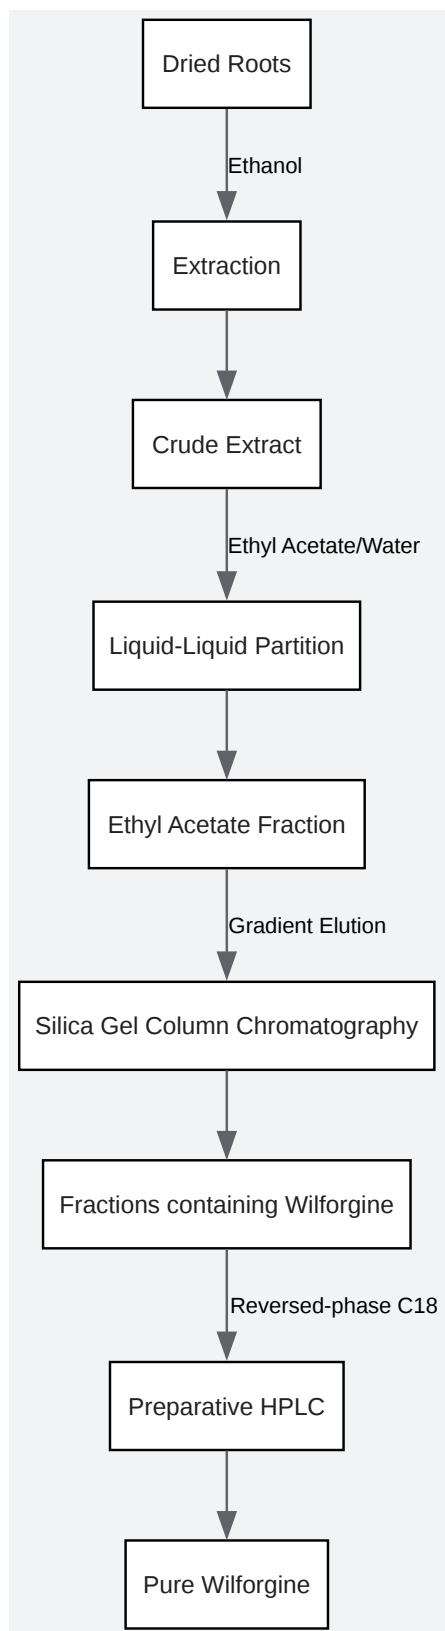 Dried Roots
Ethanol
Extraction
Crude Extract
Ethyl Acetate/Water
Liquid-Liquid Partition
Ethyl Acetate Fraction
Gradient Elution
Silica Gel Column Chromatography
Fractions containing Wilforgine
Reversed-phase C18
Preparative HPLC
Pure Wilforgine